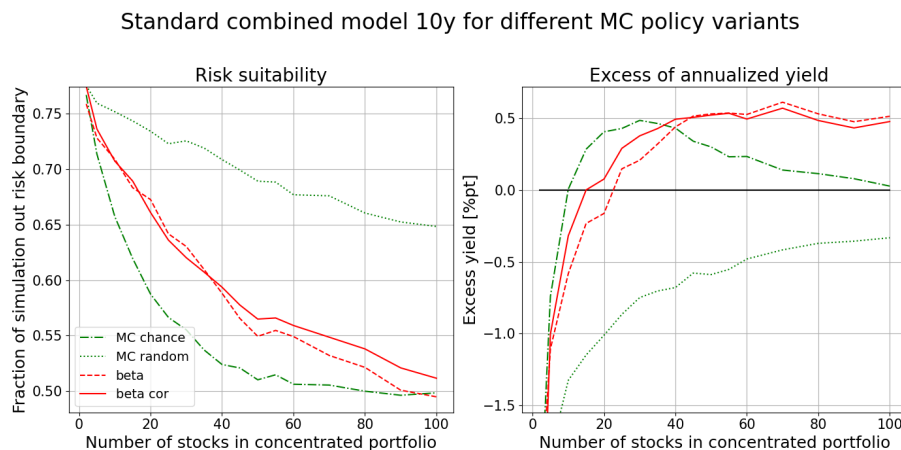 Standard combined model 10y for different MC policy variants
Risk suitability
Fraction of simulation out risk boundary
0.75
0.70
0.65
0.60
0.55
0.50
MC chance
MC random
beta
beta cor
0 20 40 60 80 100
Number of stocks in concentrated portfolio
Excess of annualized yield
Excess yield [%pt]
0.5
0.0
−0.5
−1.0
−1.5
0 20 40 60 80 100
Number of stocks in concentrated portfolio